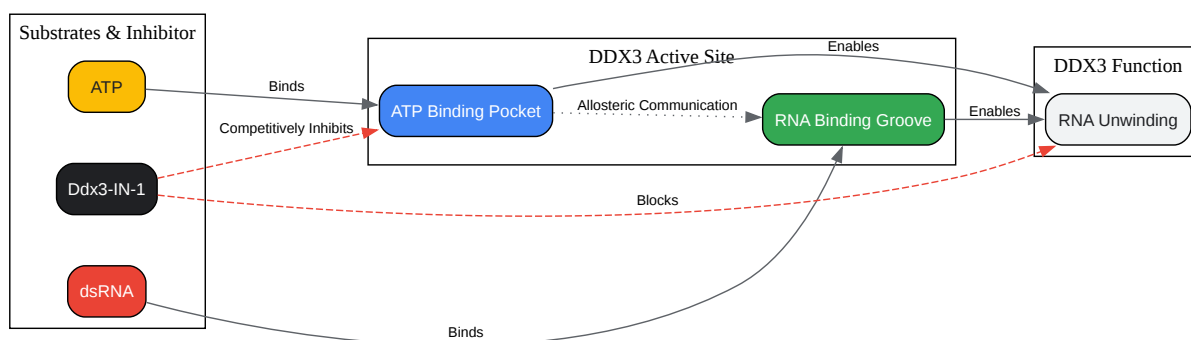 Substrates & Inhibitor
ATP
Ddx3-IN-1
dsRNA
Binds
Competitively Inhibits
DDX3 Active Site
ATP Binding Pocket
Allosteric Communication
RNA Binding Groove
Enables
Enables
Blocks
Binds
DDX3 Function
RNA Unwinding